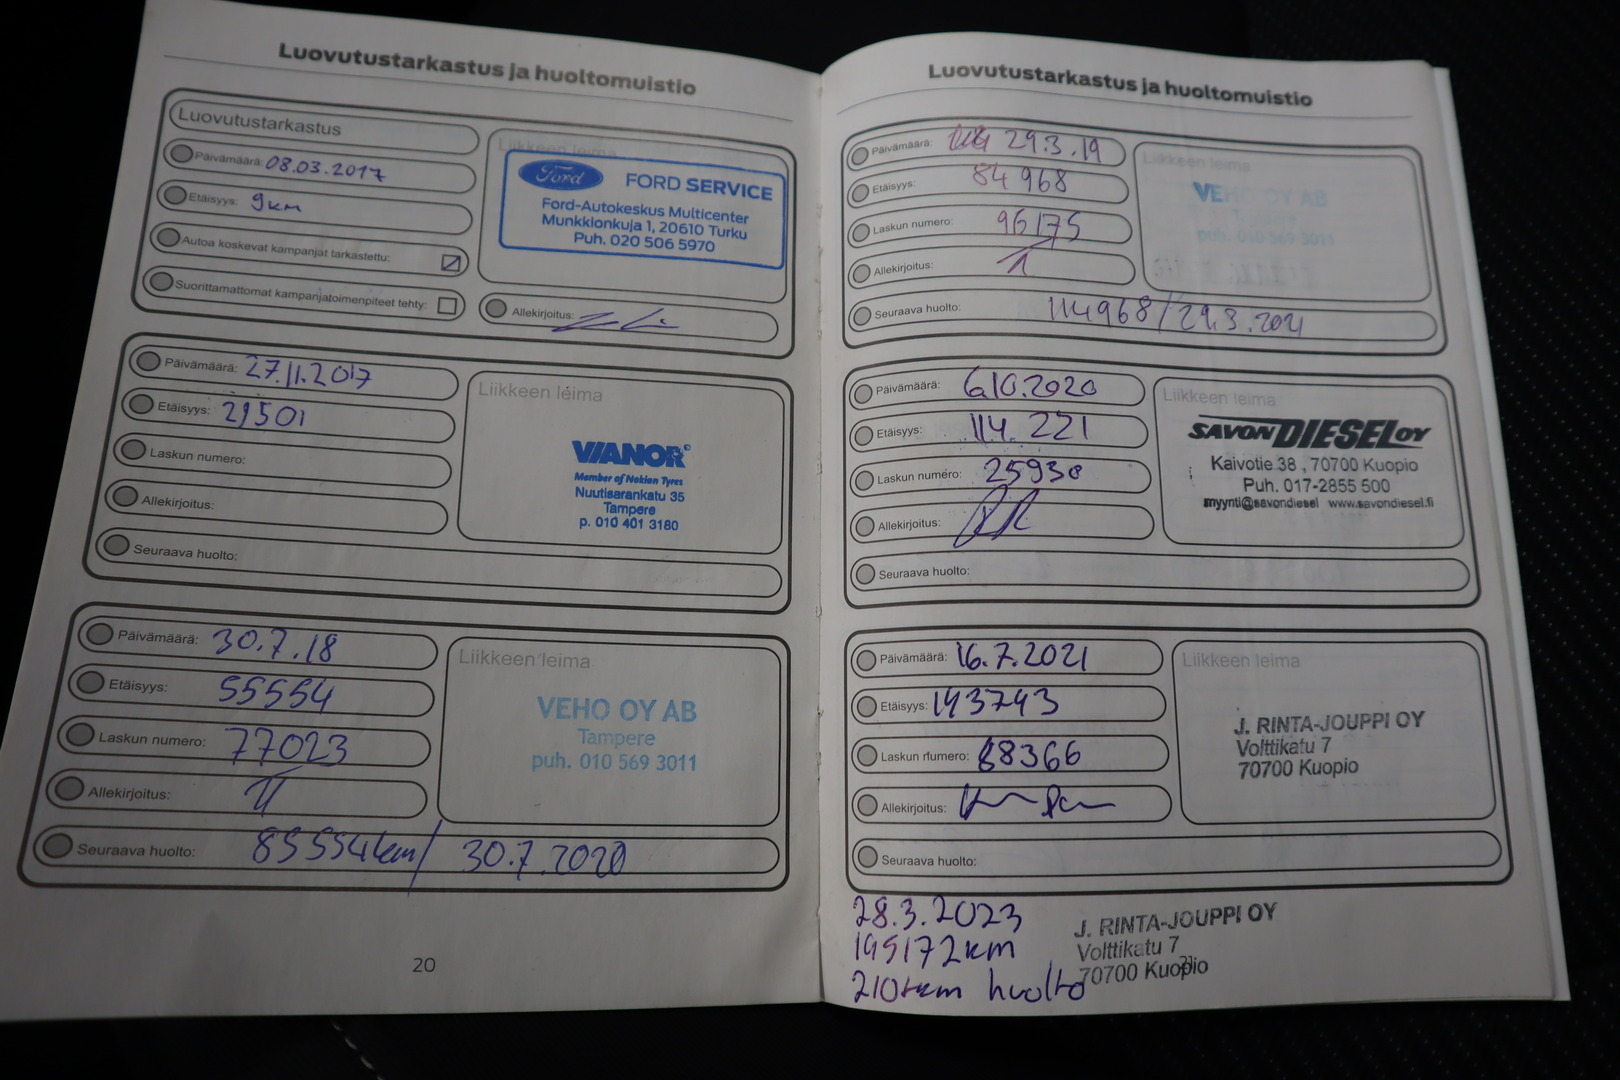 Luovutustarkastus ja huoltomuistio
Luovutustarkastus
Päivämäärä: 08.03.2017
Etäisyys: 9km
Autoa koskevat kampanjat tarkastettu:
Suorittamattomat kampanjatoimenpiteet tehty:
Liikkeen leima
Ford
FORD SERVICE
Ford-Autokeskus Multicenter
Munkkionkuja 1, 20610 Turku
Puh. 020 506 5970
Allekirjoitus:
Päivämäärä: 27.11.2017
Etäisyys: 29501
Laskun numero:
Allekirjoitus:
Seuraava huolto:
Liikkeen leima
VIANOR
Member of Nokian Tyres
Nuutisarankatu 35
Tampere
p. 010 401 3180
Päivämäärä: 30.7.18
Etäisyys: 55554
Laskun numero: 77023
Allekirjoitus:
Seuraava huolto: 85554km/ 30.7.2020
Liikkeen leima
VEHO OY AB
Tampere
puh. 010 569 3011
20
Luovutustarkastus ja huoltomuistio
Päivämäärä: 29.3.19
Etäisyys: 84968
Laskun numero: 96175
Allekirjoitus:
Seuraava huolto: 114968/29.3.2021
Liikkeen leima
VEHO OY AB
puh. 010 569 3011
Päivämäärä: 6.10.2020
Etäisyys: 114.221
Laskun numero: 25930
Allekirjoitus:
Seuraava huolto:
Liikkeen leima
SAVON DIESEL OY
Kaivotie 38 , 70700 Kuopio
Puh. 017-2855 500
myynti@savondiesel www.savondiesel.fi
Päivämäärä: 16.7.2021
Etäisyys: 143743
Laskun numero: 88366
Allekirjoitus:
Seuraava huolto:
Liikkeen leima
J. RINTA-JOUPPI OY
Volttikatu 7
70700 Kuopio
28.3.2023
195172km
210tkm huolto
J. RINTA-JOUPPI OY
Volttikatu 7
70700 Kuopio
21